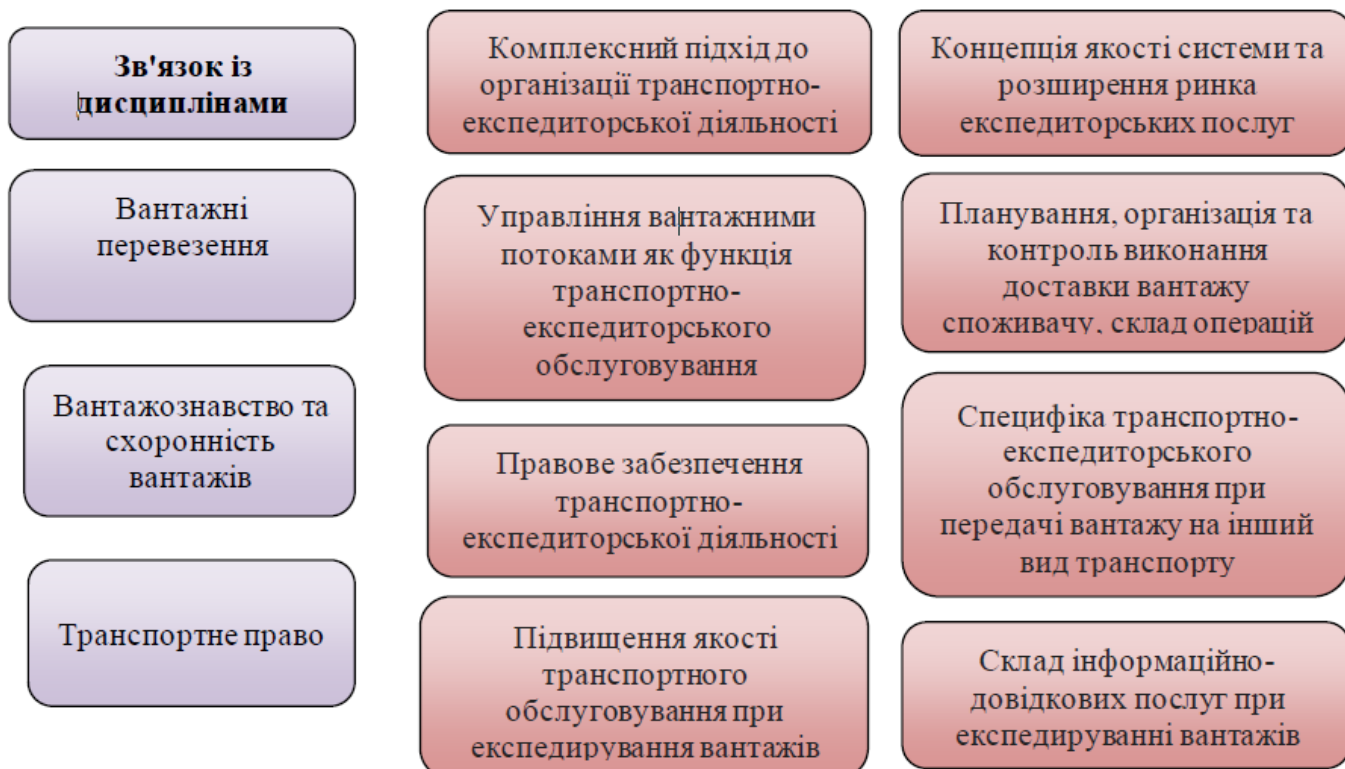 Зв'язок із
дисциплінами
Вантажні
перевезення
Вантажознавство та
схоронність
вантажів
Транспортне право
Комплексний підхід до
організації транспортно-
експедиторської діяльності
Управління вантажними
потоками як функція
транспортно-
експедиторського
обслуговування
Правове забезпечення
транспортно-
експедиторської діяльності
Підвищення якості
транспортного
обслуговування при
експедирування вантажів
Концепція якості системи та
розширення ринка
експедиторських послуг
Планування, організація та
контроль виконання
доставки вантажу
споживачу, склад операцій
Специфіка транспортно-
експедиторського
обслуговування при
передачі вантажу на інший
вид транспорту
Склад інформаційно-
довідкових послуг при
експедируванні вантажів